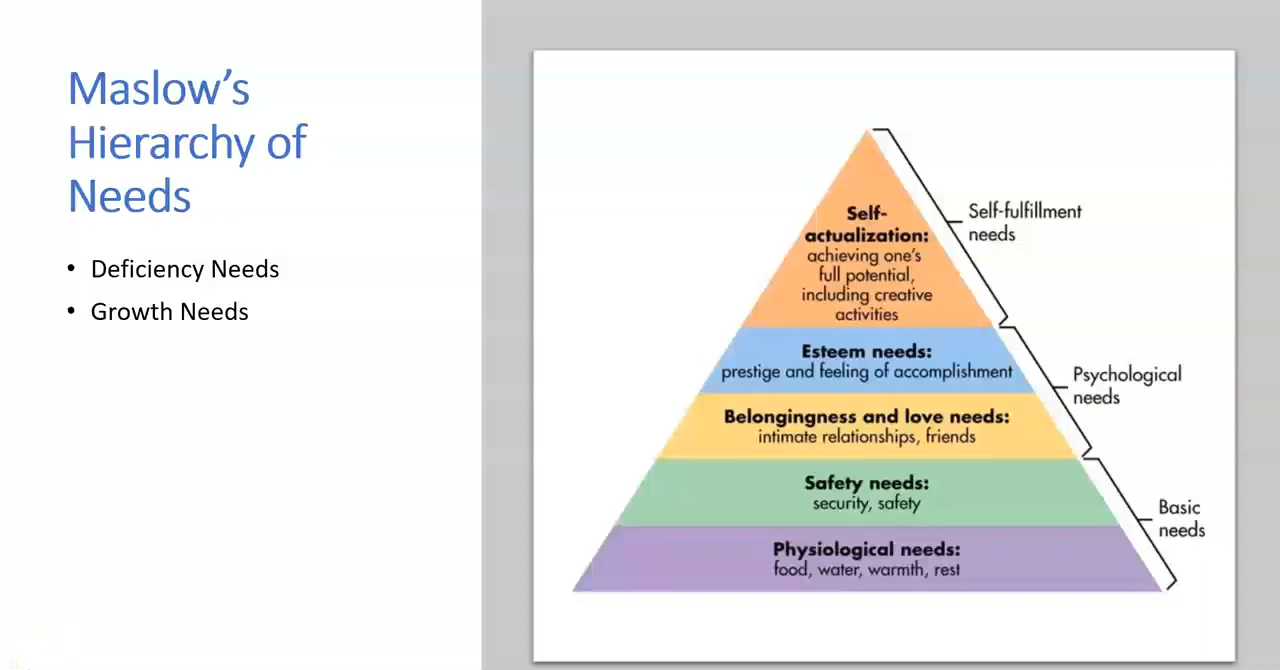 Maslow's
Hierarchy of
Needs
• Deficiency Needs
• Growth Needs
Self-
actualization:
achieving one's
full potential,
including creative
activities
Self-fulfillment
needs
Esteem needs:
prestige and feeling of accomplishment
Psychological
needs
Belongingness and love needs:
intimate relationships, friends
Safety needs:
security, safety
Basic
needs
Physiological needs:
food, water, warmth, rest